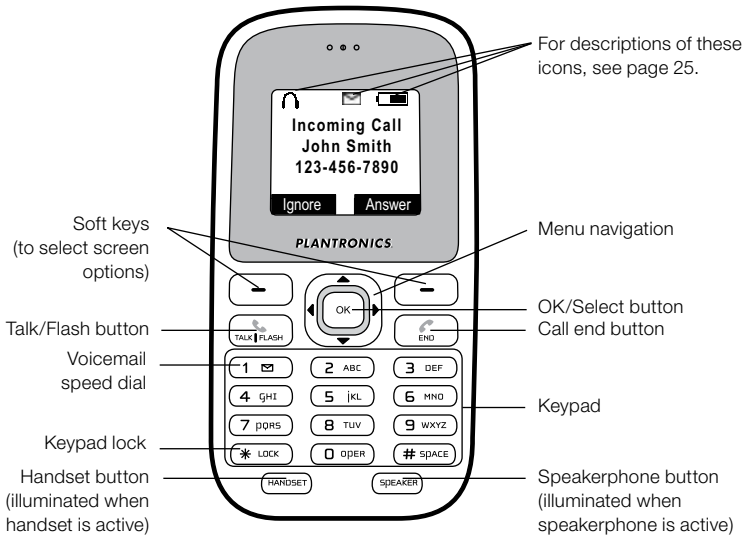 For descriptions of these
icons, see page 25.
Incoming Call
John Smith
123-456-7890
Ignore Answer
PLANTRONICS
Soft keys
(to select screen
options)
Menu navigation
OK
OK/Select button
Talk/Flash button
TALK FLASH
END
Call end button
Voicemail
speed dial
1
2 ABC
3 DEF
4 GHI
5 JKL
6 MNO
Keypad
7 PQRS
8 TUV
9 WXYZ
Keypad lock
* LOCK
0 OPER
# SPACE
Handset button
(illuminated when
handset is active)
HANDSET
SPEAKER
Speakerphone button
(illuminated when
speakerphone is active)